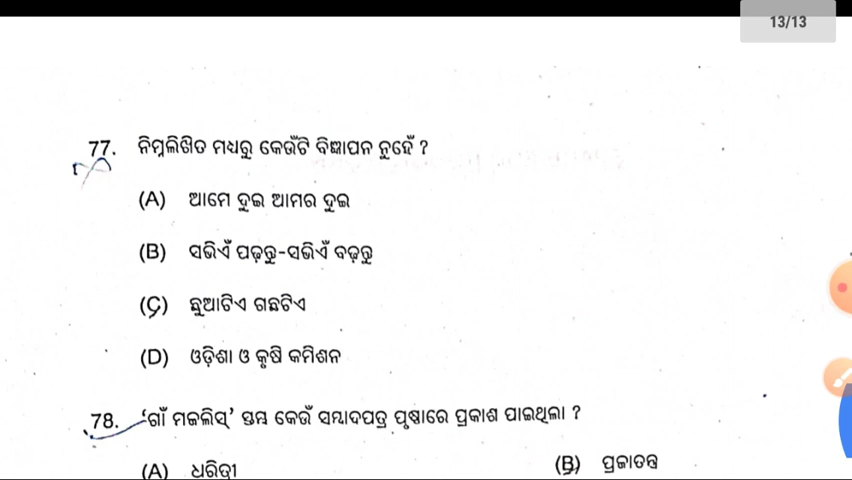 13/13
77. ନିମ୍ନଲିଖିତ ମଧ୍ୟରୁ କେଉଁଟି ବିଜ୍ଞାପନ ନୁହେଁ ?
(A) ଆମେ ଦୁଇ ଆମର ଦୁଇ
(B) ସଭିଏଁ ପଢ଼ନ୍ତୁ-ସଭିଏଁ ବଢ଼ନ୍ତୁ
(C) ଛୁଆଟିଏ ଗଛଟିଏ
(D) ଓଡ଼ିଶା ଓ କୃଷି କମିଶନ
78. ‘ଗାଁ ମଜଲିସ୍’ ସ୍ତମ୍ଭ କେଉଁ ସମ୍ବାଦପତ୍ର ପୃଷ୍ଠାରେ ପ୍ରକାଶ ପାଇଥିଲା ?
(A) ଧରିତ୍ରୀ (B) ପ୍ରଜାତନ୍ତ୍ର